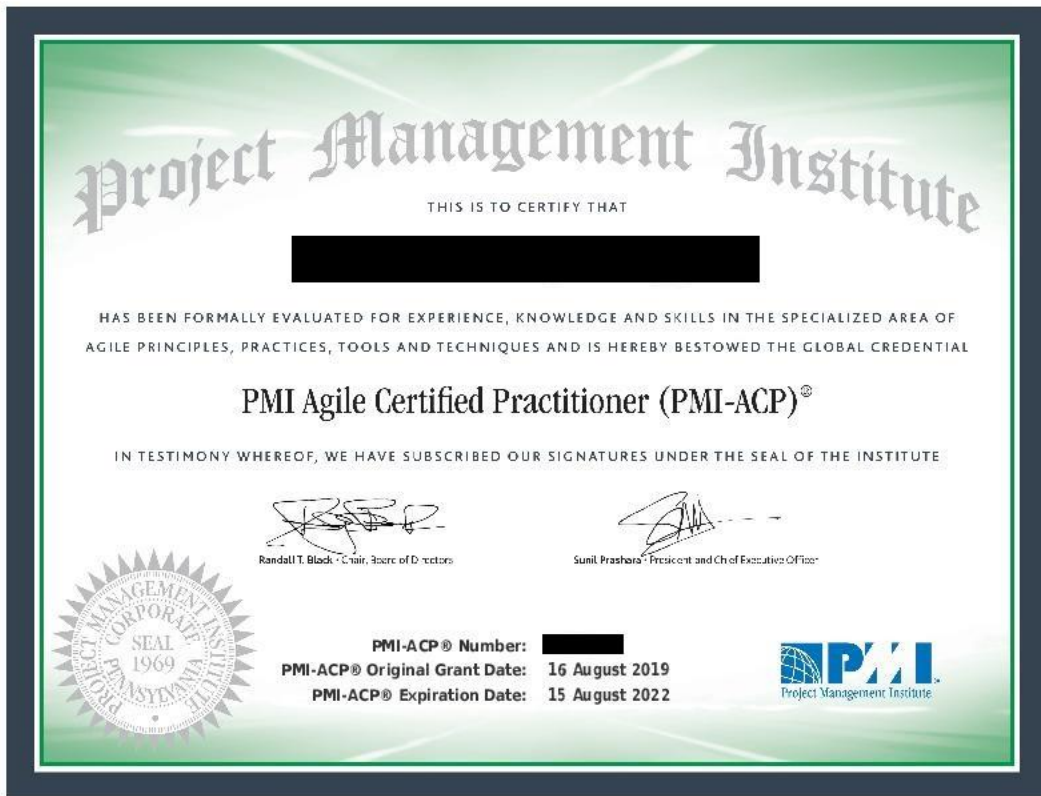 Project Management Institute
THIS IS TO CERTIFY THAT
HAS BEEN FORMALLY EVALUATED FOR EXPERIENCE, KNOWLEDGE AND SKILLS IN THE SPECIALIZED AREA OF
AGILE PRINCIPLES, PRACTICES, TOOLS AND TECHNIQUES AND IS HEREBY BESTOWED THE GLOBAL CREDENTIAL
PMI Agile Certified Practitioner (PMI-ACP)®
IN TESTIMONY WHEREOF, WE HAVE SUBSCRIBED OUR SIGNATURES UNDER THE SEAL OF THE INSTITUTE
Randall T. Black • Chair, Board of Directors
Sunil Prashara • President and Chief Executive Officer
PROJECT MANAGEMENT INSTITUTE
CORPORATE
SEAL
1969
PENNSYLVANIA
PMI-ACP® Number:
PMI-ACP® Original Grant Date: 16 August 2019
PMI-ACP® Expiration Date: 15 August 2022
PMI
Project Management Institute